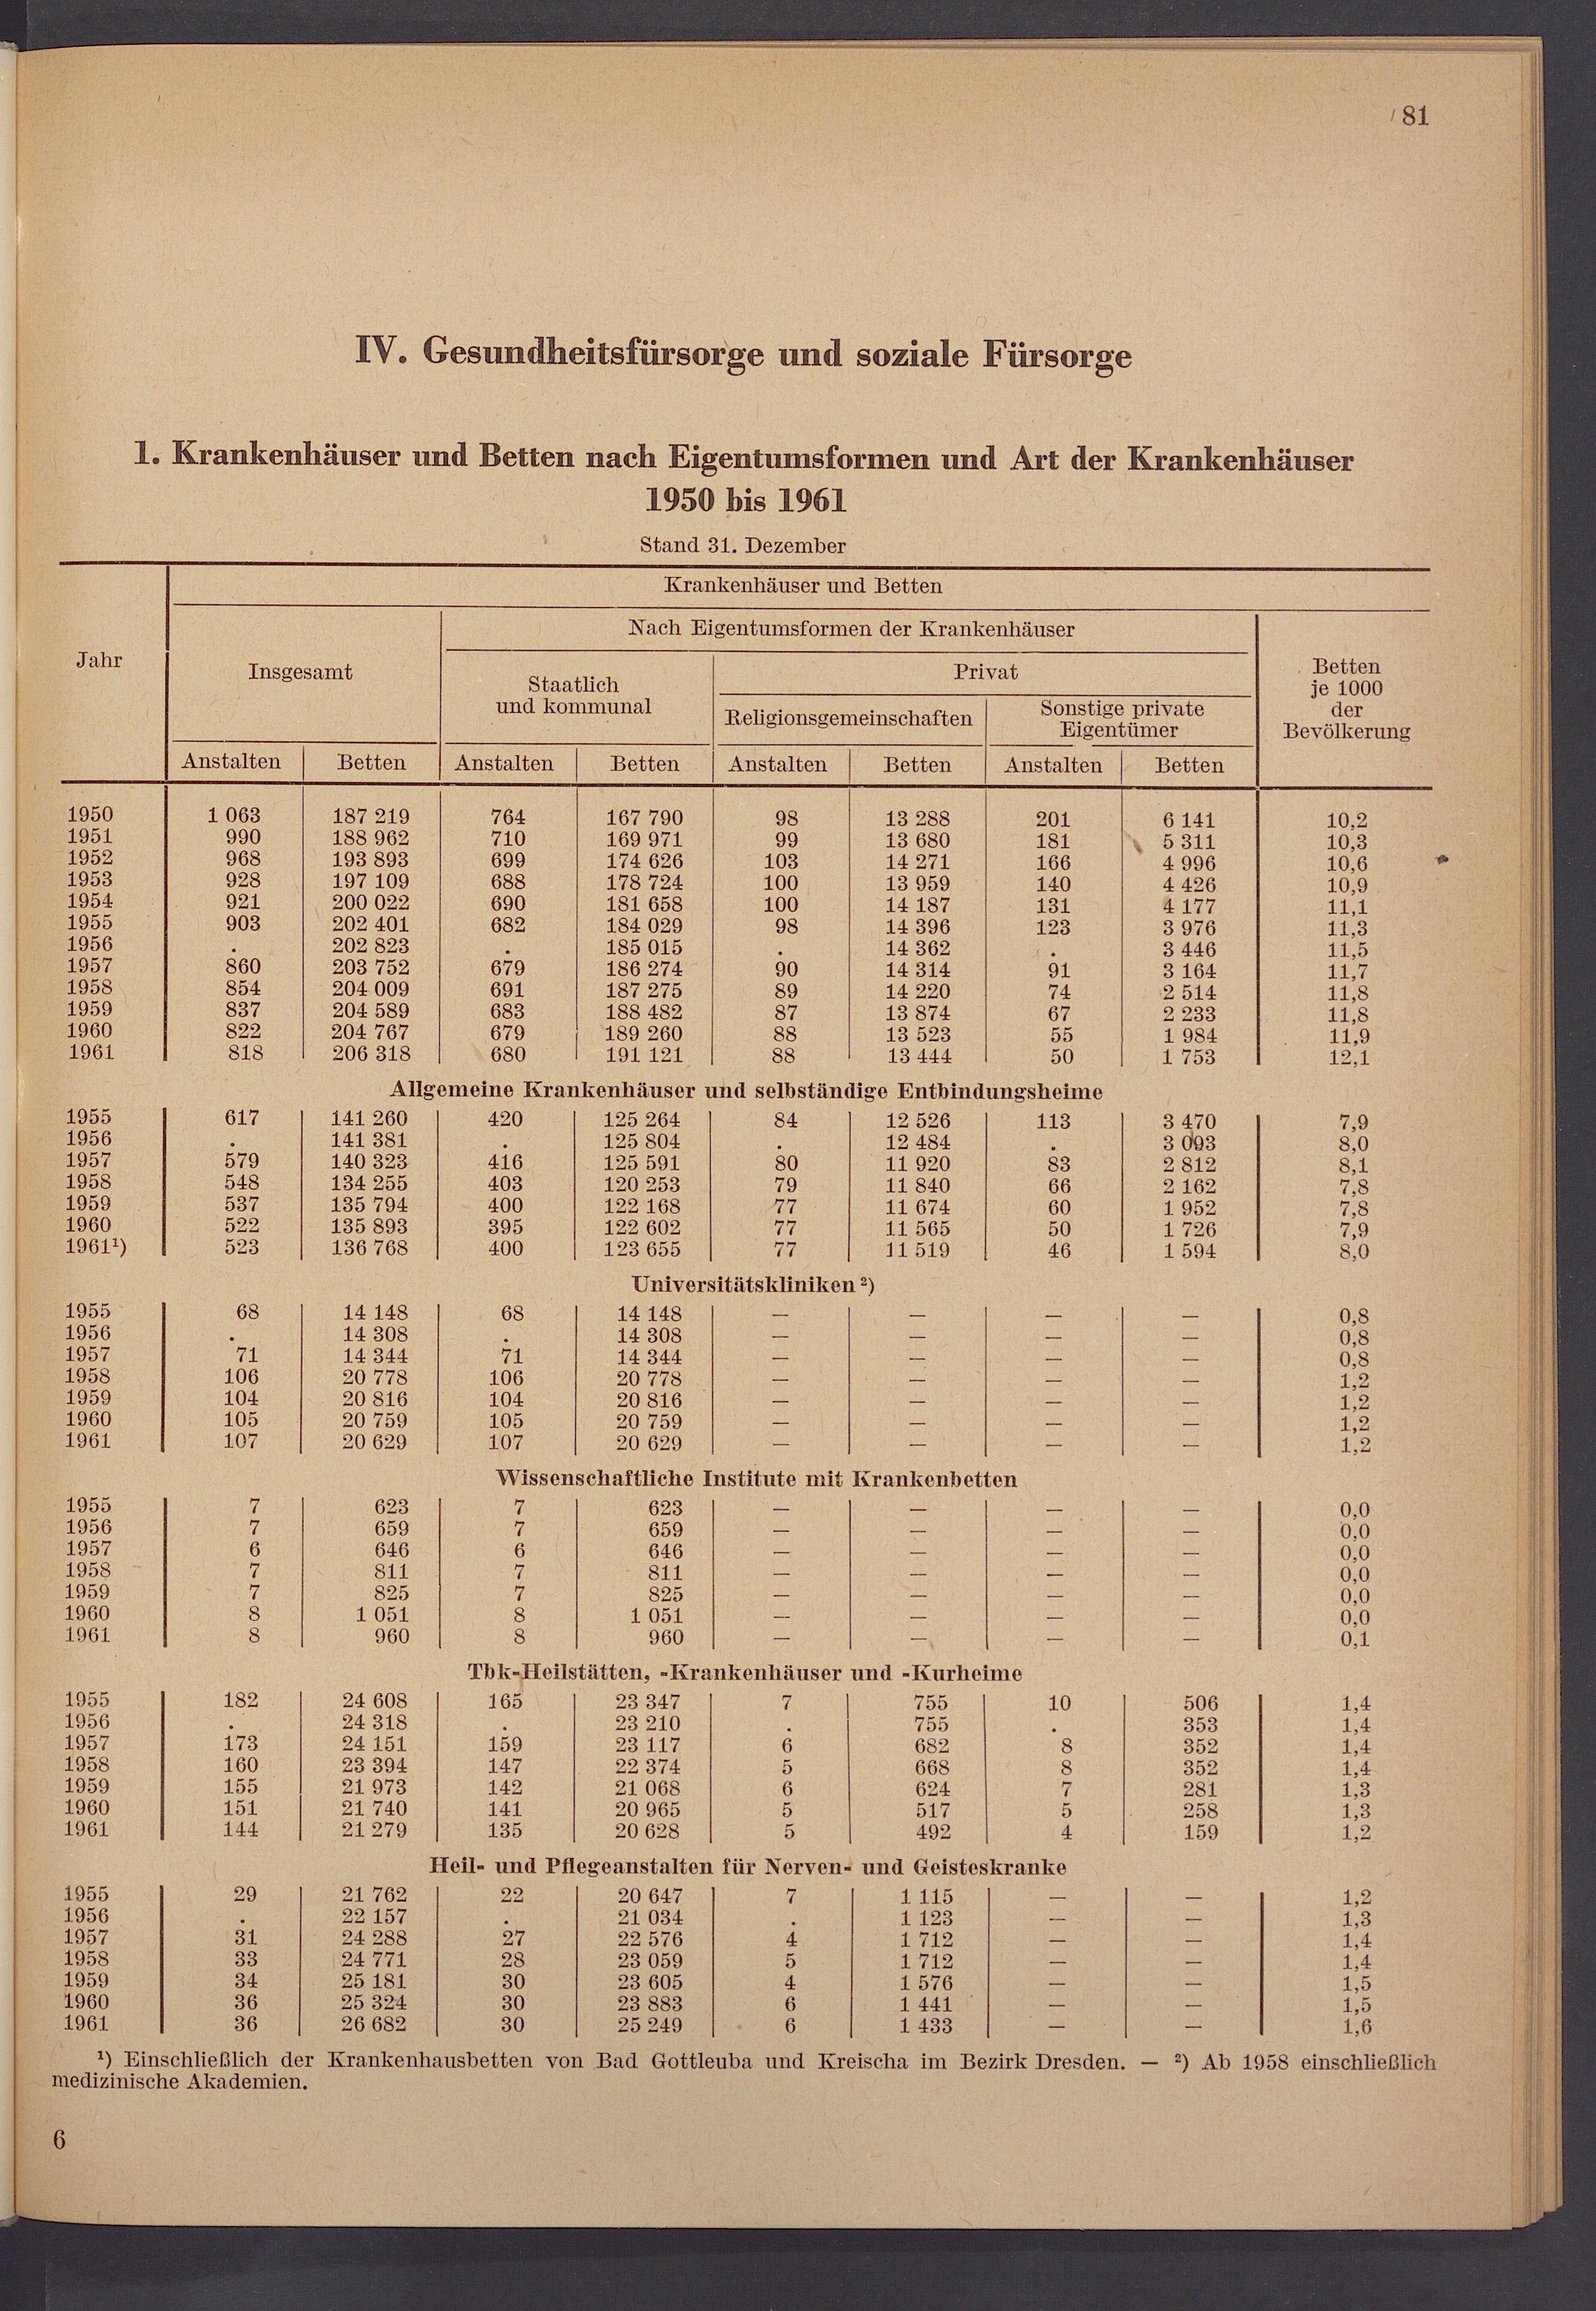 81
IV. Gesundheitsfürsorge und soziale Fürsorge
1. Krankenhäuser und Betten nach Eigentumsformen und Art der Krankenhäuser
1950 bis 1961
Stand 31. Dezember
Krankenhäuser und Betten
Nach Eigentumsformen der Krankenhäuser
Jahr
Insgesamt
Staatlich
und kommunal
Privat
Religionsgemeinschaften
Sonstige private
Eigentümer
Betten
je 1000
der
Bevölkerung
Anstalten Betten Anstalten Betten Anstalten Betten Anstalten Betten
1950 1 063 187 219 764 167 790 98 13 288 201 6 141 10,2
1951 990 188 962 710 169 971 99 13 680 181 5 311 10,3
1952 968 193 893 699 174 626 103 14 271 166 4 996 10,6
1953 928 197 109 688 178 724 100 13 959 140 4 426 10,9
1954 921 200 022 690 181 658 100 14 187 131 4 177 11,1
1955 903 202 401 682 184 029 98 14 396 123 3 976 11,3
1956 . 202 823 . 185 015 . 14 362 . 3 446 11,5
1957 860 203 752 679 186 274 90 14 314 91 3 164 11,7
1958 854 204 009 691 187 275 89 14 220 74 2 514 11,8
1959 837 204 589 683 188 482 87 13 874 67 2 233 11,8
1960 822 204 767 679 189 260 88 13 523 55 1 984 11,9
1961 818 206 318 680 191 121 88 13 444 50 1 753 12,1
Allgemeine Krankenhäuser und selbständige Entbindungsheime
1955 617 141 260 420 125 264 84 12 526 113 3 470 7,9
1956 . 141 381 . 125 804 . 12 484 . 3 093 8,0
1957 579 140 323 416 125 591 80 11 920 83 2 812 8,1
1958 548 134 255 403 120 253 79 11 840 66 2 162 7,8
1959 537 135 794 400 122 168 77 11 674 60 1 952 7,8
1960 522 135 893 395 122 602 77 11 565 50 1 726 7,9
1961¹) 523 136 768 400 123 655 77 11 519 46 1 594 8,0
Universitätskliniken ²)
1955 68 14 148 68 14 148 — — — — 0,8
1956 . 14 308 . 14 308 — — — — 0,8
1957 71 14 344 71 14 344 — — — — 0,8
1958 106 20 778 106 20 778 — — — — 1,2
1959 104 20 816 104 20 816 — — — — 1,2
1960 105 20 759 105 20 759 — — — — 1,2
1961 107 20 629 107 20 629 — — — — 1,2
Wissenschaftliche Institute mit Krankenbetten
1955 7 623 7 623 — — — — 0,0
1956 7 659 7 659 — — — — 0,0
1957 6 646 6 646 — — — — 0,0
1958 7 811 7 811 — — — — 0,0
1959 7 825 7 825 — — — — 0,0
1960 8 1 051 8 1 051 — — — — 0,0
1961 8 960 8 960 — — — — 0,1
Tbk-Heilstätten, -Krankenhäuser und -Kurheime
1955 182 24 608 165 23 347 7 755 10 506 1,4
1956 . 24 318 . 23 210 . 755 . 353 1,4
1957 173 24 151 159 23 117 6 682 8 352 1,4
1958 160 23 394 147 22 374 5 668 8 352 1,4
1959 155 21 973 142 21 068 6 624 7 281 1,3
1960 151 21 740 141 20 965 5 517 5 258 1,3
1961 144 21 279 135 20 628 5 492 4 159 1,2
Heil- und Pflegeanstalten für Nerven- und Geisteskranke
1955 29 21 762 22 20 647 7 1 115 — — 1,2
1956 . 22 157 . 21 034 . 1 123 — — 1,3
1957 31 24 288 27 22 576 4 1 712 — — 1,4
1958 33 24 771 28 23 059 5 1 712 — — 1,4
1959 34 25 181 30 23 605 4 1 576 — — 1,5
1960 36 25 324 30 23 883 6 1 441 — — 1,5
1961 36 26 682 30 25 249 6 1 433 — — 1,6
¹) Einschließlich der Krankenhausbetten von Bad Gottleuba und Kreischa im Bezirk Dresden. — ²) Ab 1958 einschließlich
medizinische Akademien.
6